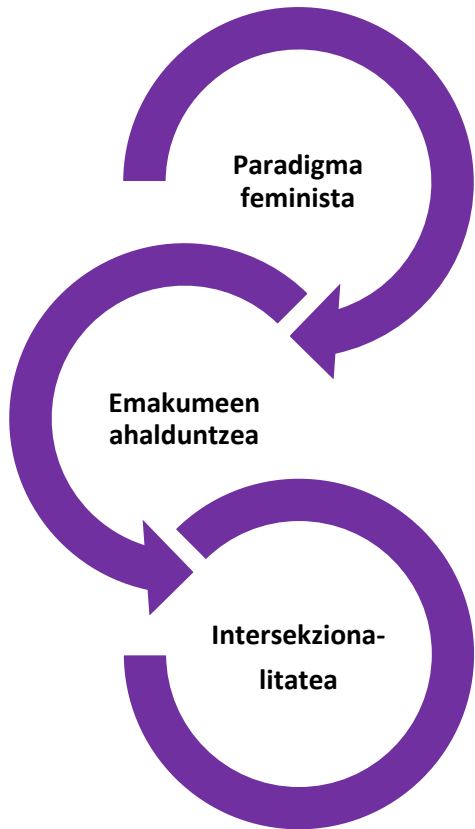 Paradigma
feminista
Emakumeen
ahalduntzea
Intersekziona-
litatea